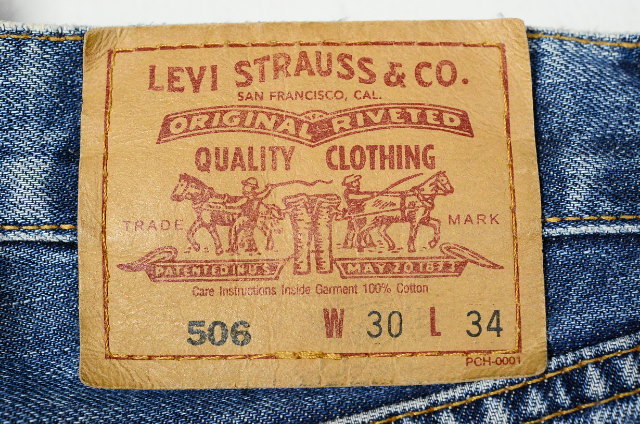 LEVI STRAUSS & CO.
SAN FRANCISCO, CAL.
ORIGINAL RIVETED
QUALITY CLOTHING
TRADE MARK
PATENTED IN U.S. MAY 20 1873
Care Instructions Inside Garment 100% Cotton
506 W 30 L 34
PCH-0001